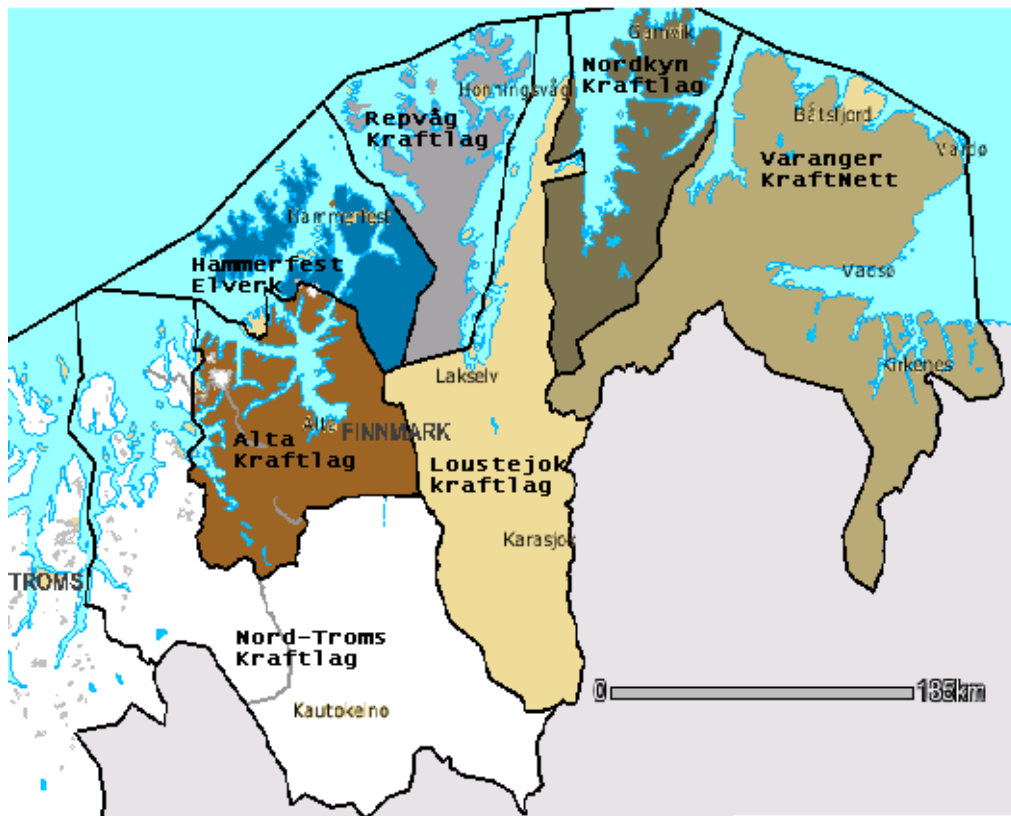 Gamvik
Nordkyn
Kraftlag
Honningsvåg
Repvåg
Kraftlag
Båtsfjord
Vardø
Varanger
KraftNett
Hammerfest
Hammerfest
Elverk
Vadsø
Kirkenes
Lakselv
Alta
FINNMARK
Alta
Kraftlag
Loustejok
kraftlag
Karasjok
TROMS
Nord-Troms
Kraftlag
0 135km
Kautokeino